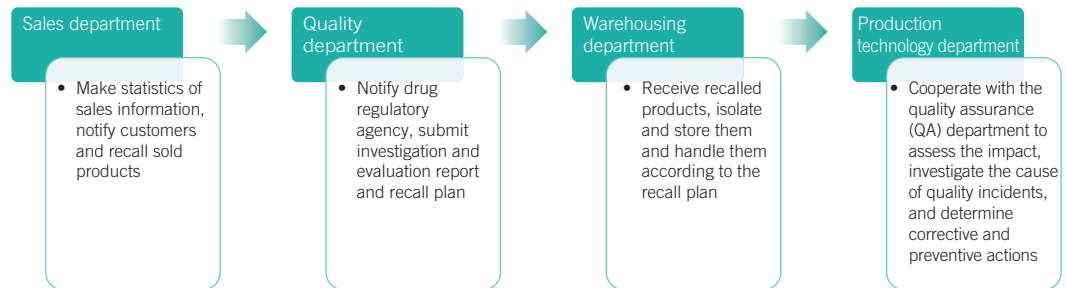 Sales department
• Make statistics of
sales information,
notify customers
and recall sold
products
Quality
department
• Notify drug
regulatory
agency, submit
investigation and
evaluation report
and recall plan
Warehousing
department
• Receive recalled
products, isolate
and store them
and handle them
according to the
recall plan
Production
technology department
• Cooperate with the
quality assurance
(QA) department to
assess the impact,
investigate the cause
of quality incidents,
and determine
corrective and
preventive actions